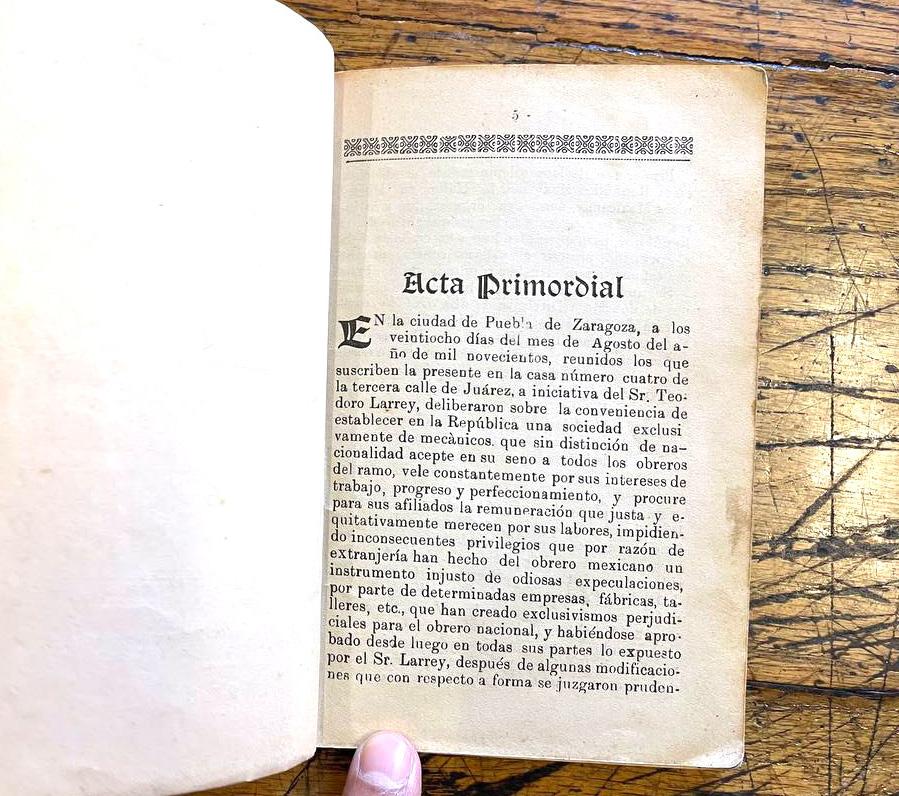 5 -
Acta Primordial
EN la ciudad de Puebla de Zaragoza, a los
veintiocho días del mes de Agosto del a-
ño de mil novecientos, reunidos los que
suscriben la presente en la casa número cuatro de
la tercera calle de Juárez, a iniciativa del Sr. Teo-
doro Larrey, deliberaron sobre la conveniencia de
establecer en la República una sociedad exclusi
vamente de mecànicos. que sin distinción de na-
cionalidad acepte en su seno a todos los obreros
del ramo, vele constantemente por sus intereses de
trabajo, progreso y perfeccionamiento, y procure
para sus afiliados la remuneración que justa y e-
quitativamente merecen por sus labores, impidien-
do inconsecuentes privilegios que por razón de
extranjería han hecho del obrero mexicano un
instrumento injusto de odiosas expeculaciones,
por parte de determinadas empresas, fábricas, ta-
lleres, etc., que han creado exclusivismos perjudi-
ciales para el obrero nacional, y habiéndose apro-
bado desde luego en todas sus partes lo expuesto
por el Sr. Larrey, después de algunas modificacio-
nes que con respecto a forma se juzgaron pruden-